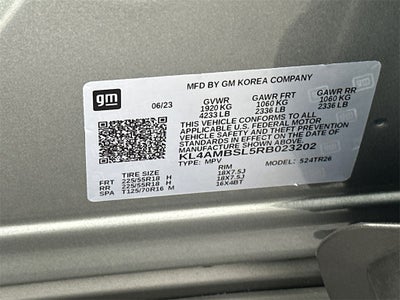 gm
MFD BY GM KOREA COMPANY
06/23 GVWR GAWR FRT GAWR RR
1920 KG 1060 KG 1060 KG
4233 LB 2336 LB 2336 LB
THIS VEHICLE CONFORMS TO ALL
APPLICABLE U.S. FEDERAL MOTOR
VEHICLE SAFETY AND THEFT PREVENTION
STANDARDS IN EFFECT ON THE DATE OF
MANUFACTURE SHOWN ABOVE.
KL4AMBSL5RB023202
TYPE: MPV MODEL: 524TR26
TIRE SIZE RIM
FRT 225/55R18 H 18X7.5J
RR 225/55R18 H 18X7.5J
SPA T125/70R16 M 16X4BT